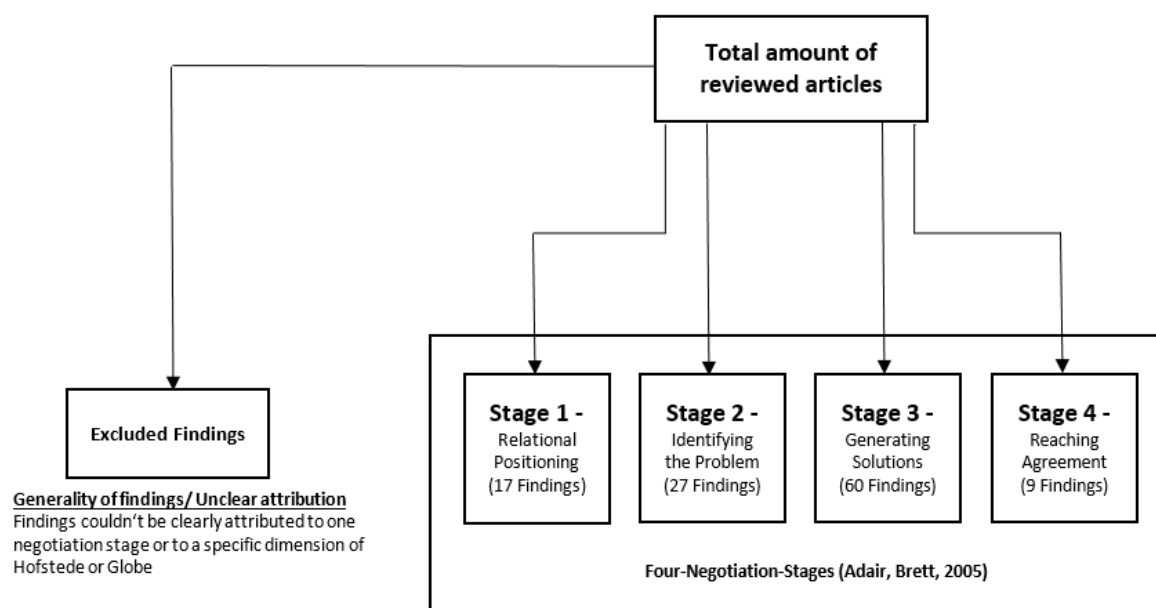 Total amount of
reviewed articles
Excluded Findings
Generality of findings/ Unclear attribution
Findings couldn't be clearly attributed to one
negotiation stage or to a specific dimension of
Hofstede or Globe
Stage 1 -
Relational
Positioning
(17 Findings)
Stage 2 -
Identifying
the Problem
(27 Findings)
Stage 3 -
Generating
Solutions
(60 Findings)
Stage 4 -
Reaching
Agreement
(9 Findings)
Four-Negotiation-Stages (Adair, Brett, 2005)